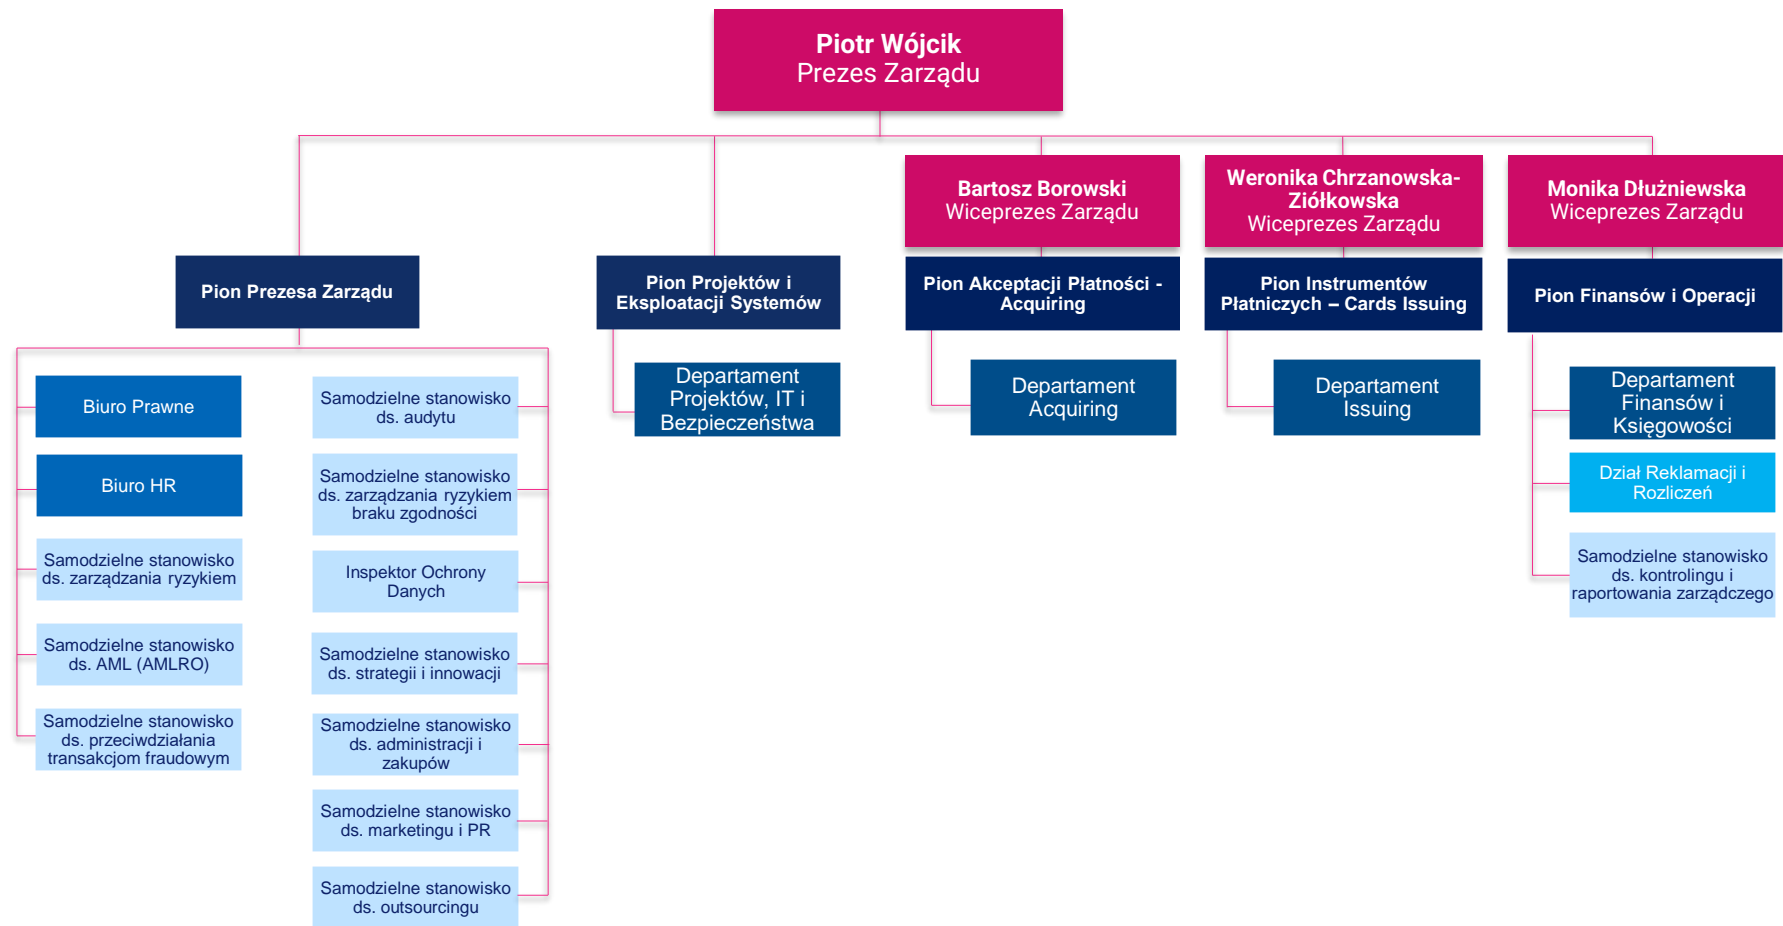 Piotr Wójcik
Prezes Zarządu
Bartosz Borowski
Wiceprezes Zarządu
Weronika Chrzanowska-
Ziółkowska
Wiceprezes Zarządu
Monika Dłużniewska
Wiceprezes Zarządu
Pion Prezesa Zarządu
Pion Projektów i
Eksploatacji Systemów
Pion Akceptacji Płatności -
Acquiring
Pion Instrumentów
Płatniczych – Cards Issuing
Pion Finansów i Operacji
Biuro Prawne
Biuro HR
Samodzielne stanowisko
ds. zarządzania ryzykiem
Samodzielne stanowisko
ds. AML (AMLRO)
Samodzielne stanowisko
ds. przeciwdziałania
transakcjom fraudowym
Samodzielne stanowisko
ds. audytu
Samodzielne stanowisko
ds. zarządzania ryzykiem
braku zgodności
Inspektor Ochrony
Danych
Samodzielne stanowisko
ds. strategii i innowacji
Samodzielne stanowisko
ds. administracji i
zakupów
Samodzielne stanowisko
ds. marketingu i PR
Samodzielne stanowisko
ds. outsourcingu
Departament
Projektów, IT i
Bezpieczeństwa
Departament
Acquiring
Departament
Issuing
Departament
Finansów i
Księgowości
Dział Reklamacji i
Rozliczeń
Samodzielne stanowisko
ds. kontrolingu i
raportowania zarządczego